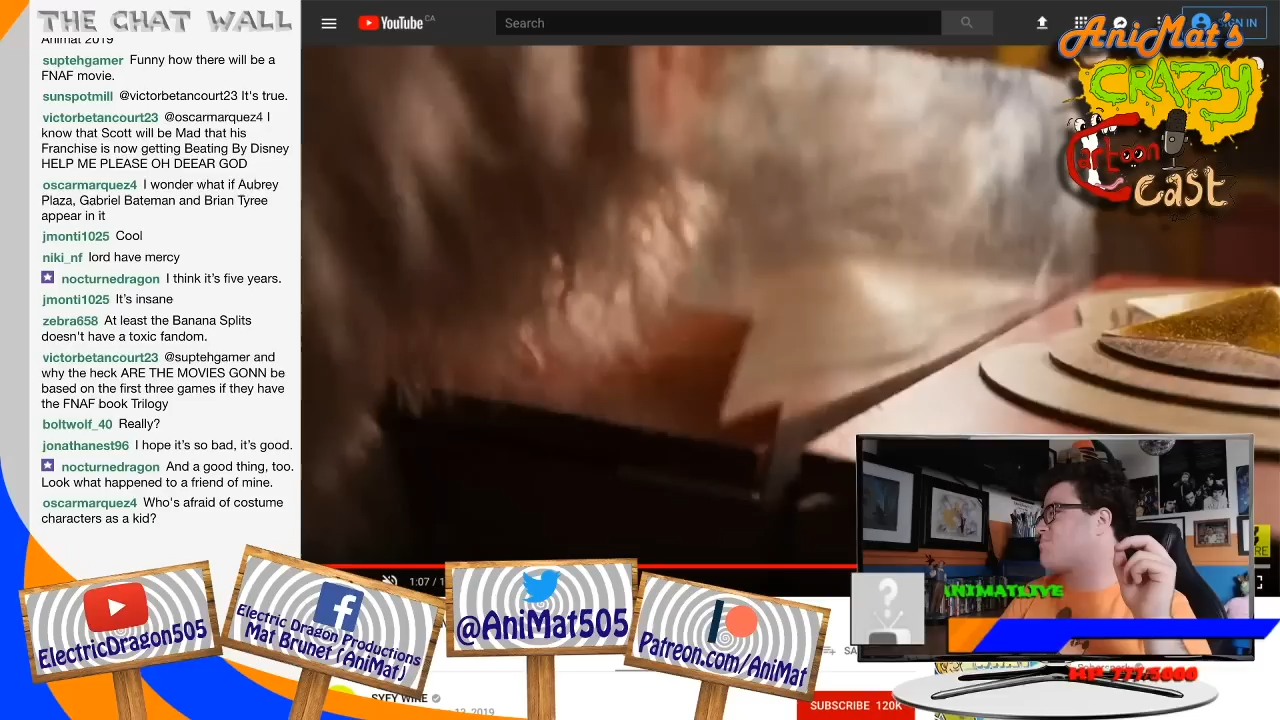 THE CHAT WALL
Animat 2019
suptehgamer Funny how there will be a
FNAF movie.
sunspotmill @victorbetancourt23 It's true.
victorbetancourt23 @oscarmarquez4 I
know that Scott will be Mad that his
Franchise is now getting Beating By Disney
HELP ME PLEASE OH DEEAR GOD
oscarmarquez4 I wonder what if Aubrey
Plaza, Gabriel Bateman and Brian Tyree
appear in it
jmonti1025 Cool
niki_nf lord have mercy
nocturnedragon I think it's five years.
jmonti1025 It's insane
zebra658 At least the Banana Splits
doesn't have a toxic fandom.
victorbetancourt23 @suptehgamer and
why the heck ARE THE MOVIES GONN be
based on the first three games if they have
the FNAF book Trilogy
boltwolf_40 Really?
jonathanest96 I hope it's so bad, it's good.
nocturnedragon And a good thing, too.
Look what happened to a friend of mine.
oscarmarquez4 Who's afraid of costume
characters as a kid?
YouTube CA
Search
SIGN IN
AniMat's
CRAZY
Cartoon
Cast
1:07 / 1
ANIMATLIVE
HP 777/5000
ElectricDragon505
Electric Dragon Productions
Mat Brunet (AniMat)
@AniMat505
Patreon.com/AniMat
SA
SYFY WIRE
12, 2019
SUBSCRIBE 120K